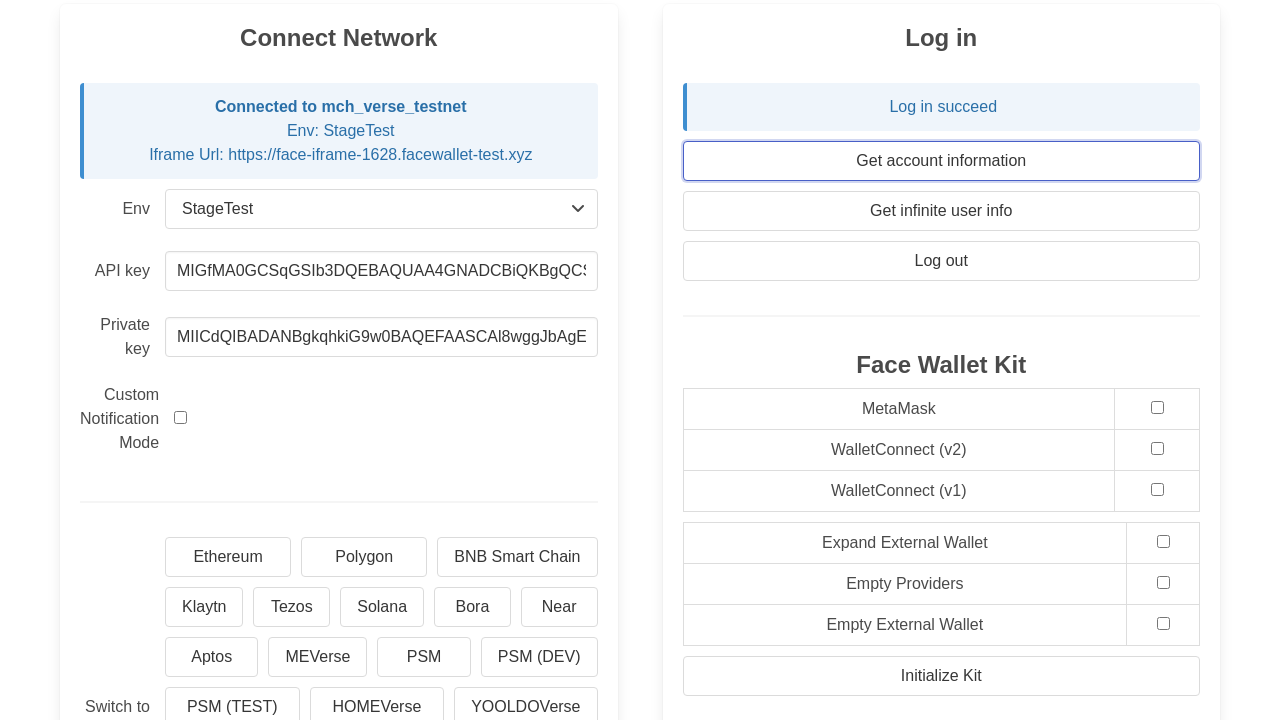 Connect Network
Connected to mch_verse_testnet
Env: StageTest
Iframe Url: https://face-iframe-1628.facewallet-test.xyz
Env
StageTest
API key
MIGfMA0GCSqGSIb3DQEBAQUAA4GNADCBiQKBgQCS
Private
key
MIICdQIBADANBgkqhkiG9w0BAQEFAASCAl8wggJbAgE
Custom
Notification
Mode
Ethereum
Polygon
BNB Smart Chain
Klaytn
Tezos
Solana
Bora
Near
Aptos
MEVerse
PSM
PSM (DEV)
Switch to
PSM (TEST)
HOMEVerse
YOOLDOVerse
Log in
Log in succeed
Get account information
Get infinite user info
Log out
Face Wallet Kit
MetaMask
WalletConnect (v2)
WalletConnect (v1)
Expand External Wallet
Empty Providers
Empty External Wallet
Initialize Kit